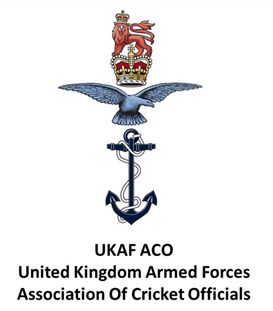 UKAF ACO
United Kingdom Armed Forces
Association Of Cricket Officials